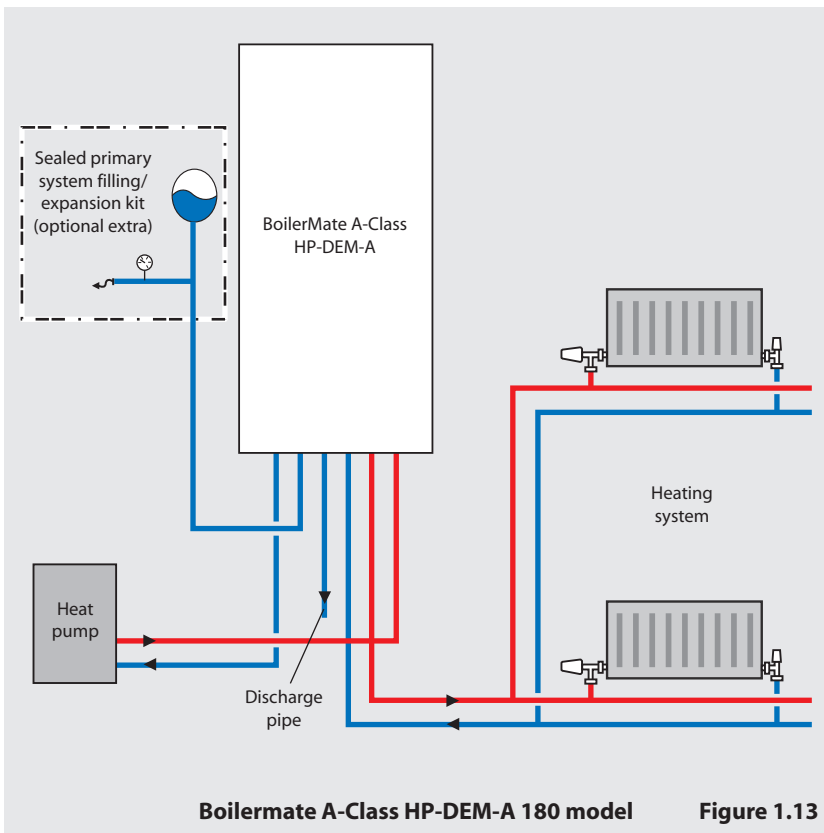 Sealed primary
system filling/
expansion kit
(optional extra)
BoilerMate A-Class
HP-DEM-A
Heating
system
Heat
pump
Discharge
pipe
Boilermate A-Class HP-DEM-A 180 model Figure 1.13